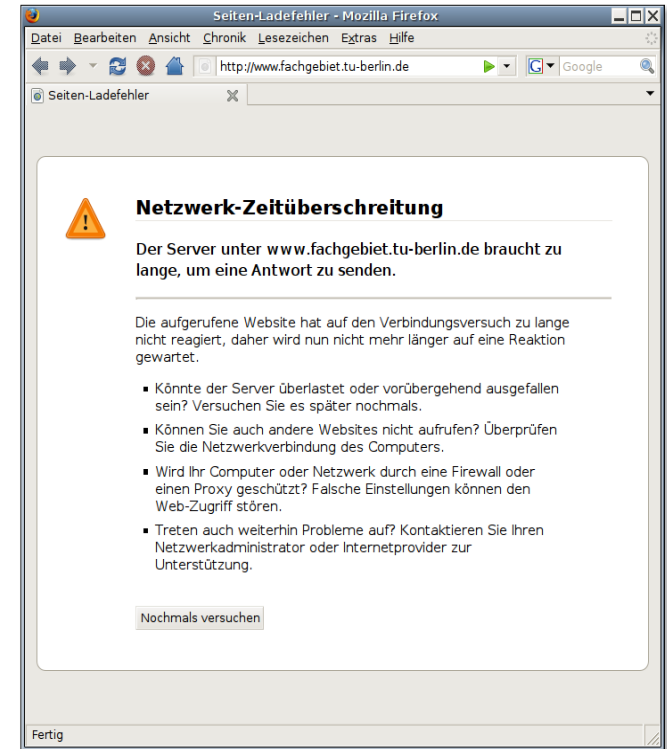 Seiten-Ladefehler - Mozilla Firefox
Datei Bearbeiten Ansicht Chronik Lesezeichen Extras Hilfe
http://www.fachgebiet.tu-berlin.de G Google
Seiten-Ladefehler
Netzwerk-Zeitüberschreitung
Der Server unter www.fachgebiet.tu-berlin.de braucht zu
lange, um eine Antwort zu senden.
Die aufgerufene Website hat auf den Verbindungsversuch zu lange
nicht reagiert, daher wird nun nicht mehr länger auf eine Reaktion
gewartet.
Könnte der Server überlastet oder vorübergehend ausgefallen
sein? Versuchen Sie es später nochmals.
Können Sie auch andere Websites nicht aufrufen? Überprüfen
Sie die Netzwerkverbindung des Computers.
Wird Ihr Computer oder Netzwerk durch eine Firewall oder
einen Proxy geschützt? Falsche Einstellungen können den
Web-Zugriff stören.
Treten auch weiterhin Probleme auf? Kontaktieren Sie Ihren
Netzwerkadministrator oder Internetprovider zur
Unterstützung.
Nochmals versuchen
Fertig